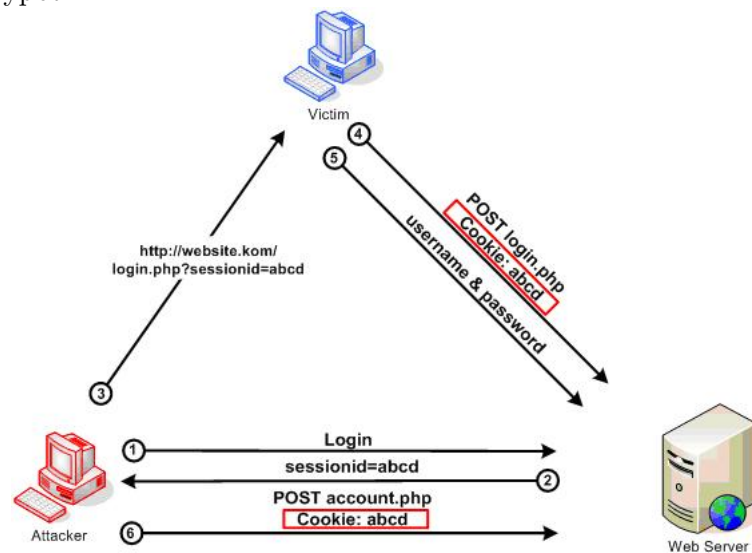 Victim
4
5
http://website.kom/
login.php?sessionid=abcd
POST login.php
Cookie: abcd
username & password
3
1
Login
sessionid=abcd
2
POST account.php
Cookie: abcd
6
Attacker
Web Server